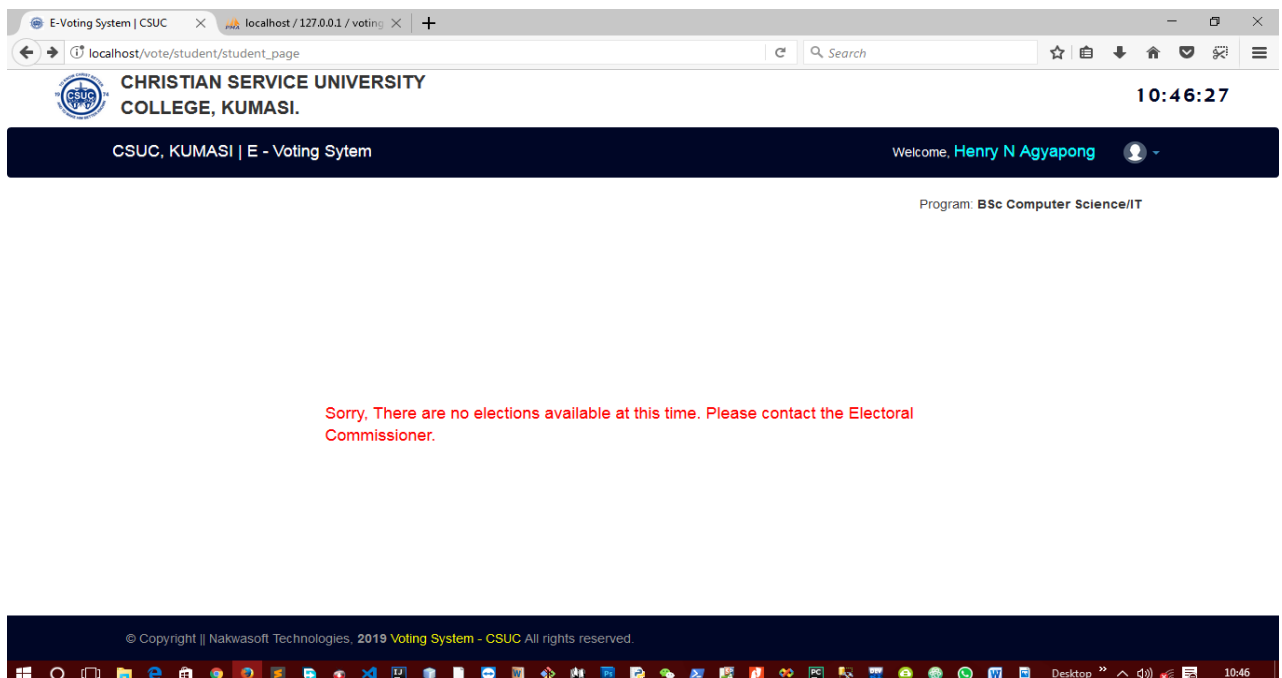 E-Voting System | CSUC
localhost / 127.0.0.1 / voting
localhost/vote/student/student_page
Search
CSUC
CHRISTIAN SERVICE UNIVERSITY
COLLEGE, KUMASI.
10:46:27
CSUC, KUMASI | E - Voting Sytem
Welcome, Henry N Agyapong
Program: BSc Computer Science/IT
Sorry, There are no elections available at this time. Please contact the Electoral
Commissioner.
© Copyright || Nakwasoft Technologies, 2019 Voting System - CSUC All rights reserved.
Desktop
10:46